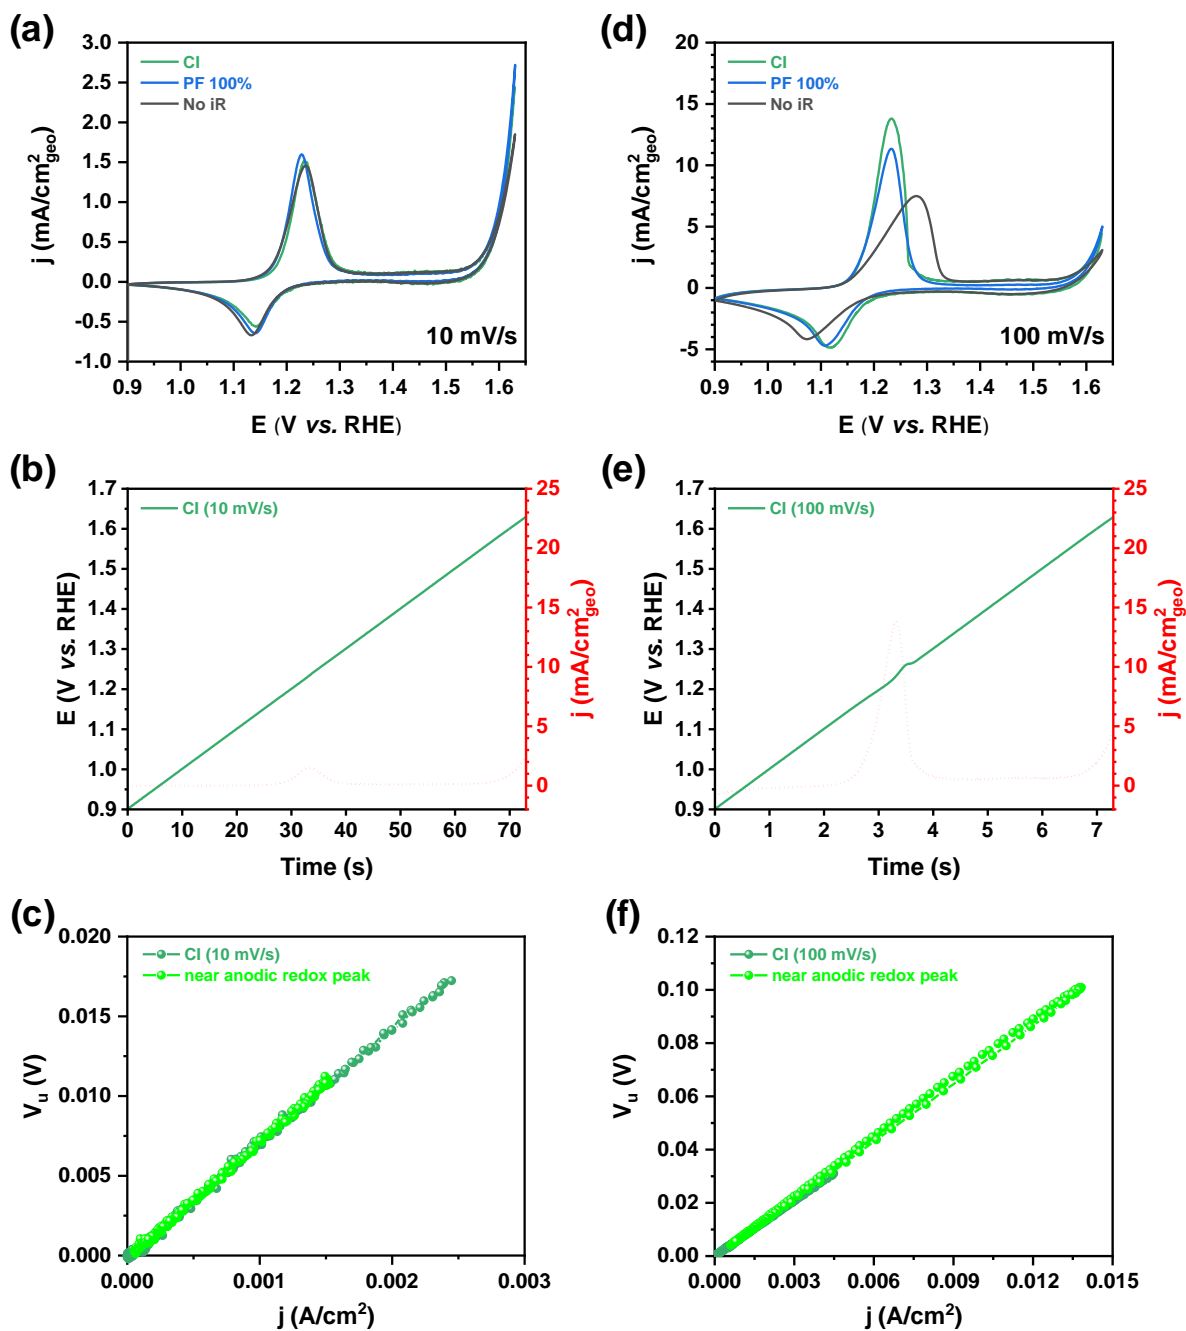 (a)
3.0
2.5
2.0
1.5
1.0
0.5
0.0
-0.5
-1.0
j (mA/cm²geo)
CI
PF 100%
No iR
10 mV/s
0.9 1.0 1.1 1.2 1.3 1.4 1.5 1.6
E (V vs. RHE)
(d)
20
15
10
5
0
-5
j (mA/cm²geo)
CI
PF 100%
No iR
100 mV/s
0.9 1.0 1.1 1.2 1.3 1.4 1.5 1.6
E (V vs. RHE)
(b)
1.7
1.6
1.5
1.4
1.3
1.2
1.1
1.0
0.9
E (V vs. RHE)
CI (10 mV/s)
25
20
15
10
5
0
j (mA/cm²geo)
0 10 20 30 40 50 60 70
Time (s)
(e)
1.7
1.6
1.5
1.4
1.3
1.2
1.1
1.0
0.9
E (V vs. RHE)
CI (100 mV/s)
25
20
15
10
5
0
j (mA/cm²geo)
0 1 2 3 4 5 6 7
Time (s)
(c)
0.020
0.015
0.010
0.005
0.000
Vu (V)
CI (10 mV/s)
near anodic redox peak
0.000 0.001 0.002 0.003
j (A/cm²)
(f)
0.12
0.10
0.08
0.06
0.04
0.02
0.00
Vu (V)
CI (100 mV/s)
near anodic redox peak
0.000 0.003 0.006 0.009 0.012 0.015
j (A/cm²)